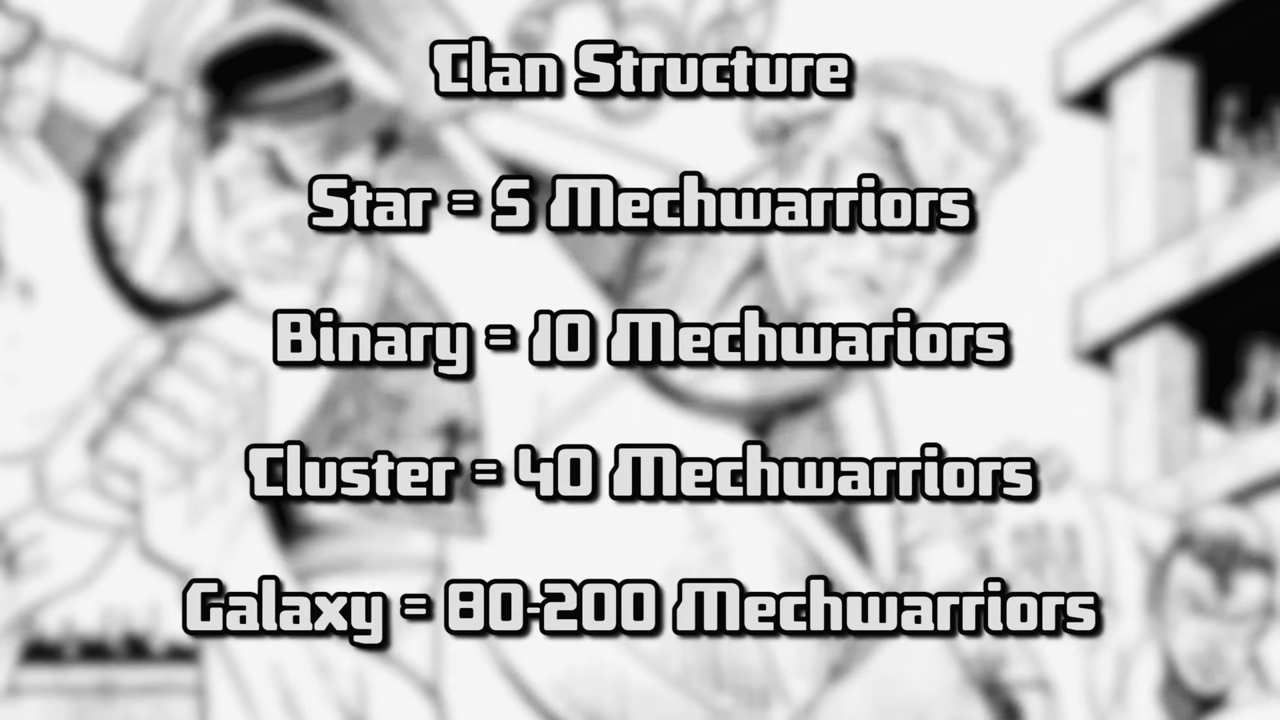 Clan Structure
Star = 5 Mechwarriors
Binary = 10 Mechwariors
Cluster = 40 Mechwarriors
Galaxy = 80-200 Mechwarriors